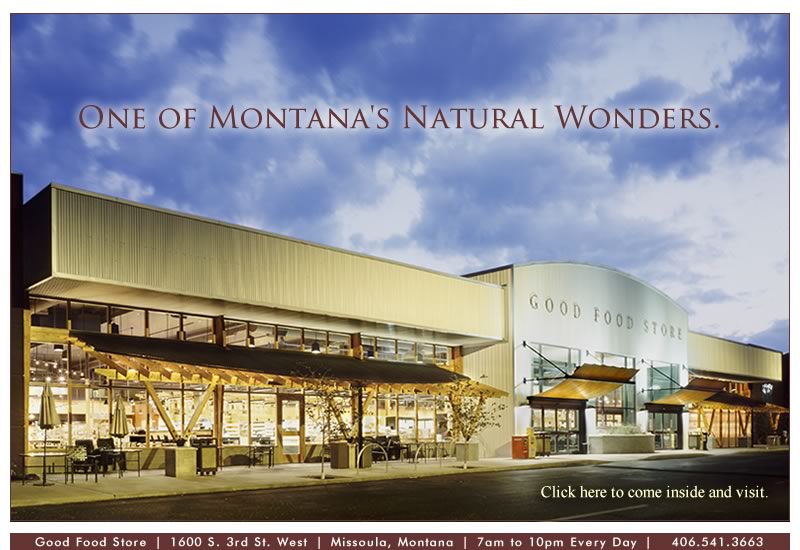 One of Montana's Natural Wonders.
GOOD FOOD STORE
Click here to come inside and visit.
Good Food Store | 1600 S. 3rd St. West | Missoula, Montana | 7am to 10pm Every Day | 406.541.3663